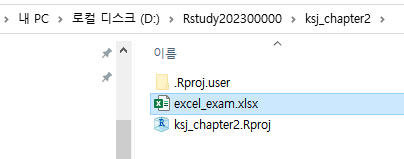 내 PC > 로컬 디스크 (D:) > Rstudy202300000 > ksj_chapter2 >
이름
.Rproj.user
excel_exam.xlsx
ksj_chapter2.Rproj